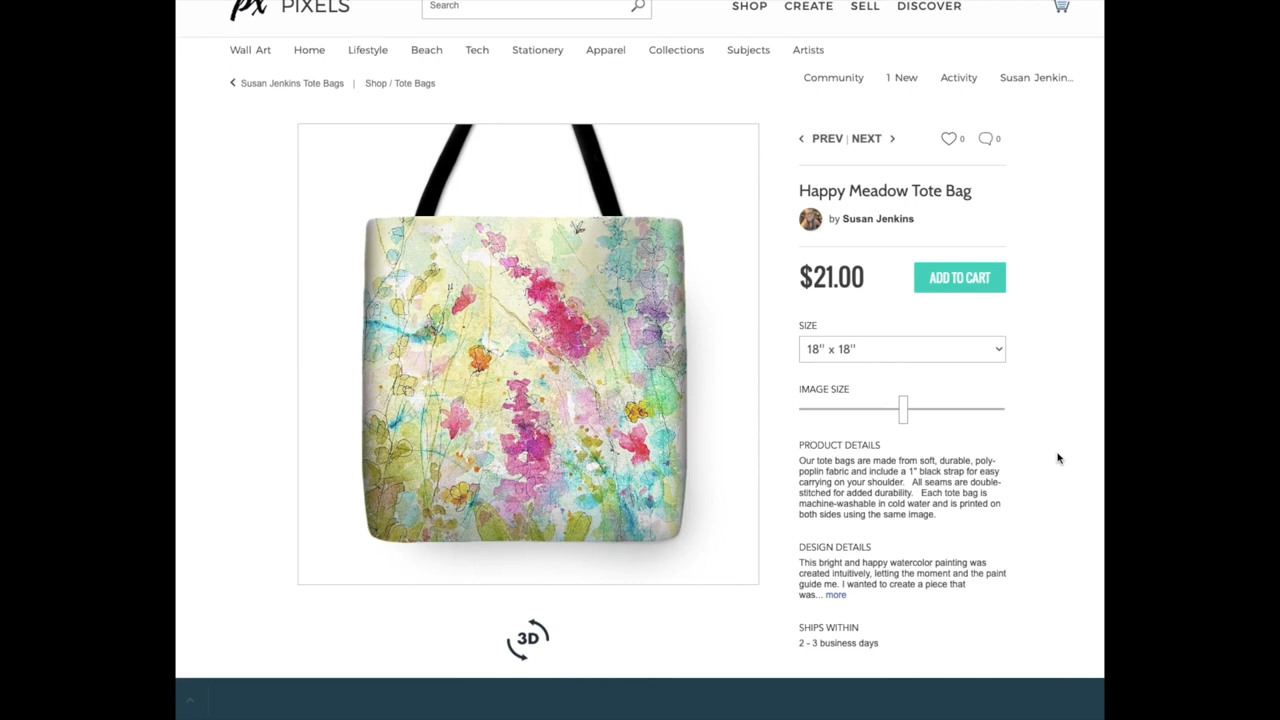 px PIXELS
Search
SHOP CREATE SELL DISCOVER
Wall Art Home Lifestyle Beach Tech Stationery Apparel Collections Subjects Artists
Community 1 New Activity Susan Jenkin...
Susan Jenkins Tote Bags | Shop / Tote Bags
PREV | NEXT 0 0
Happy Meadow Tote Bag
by Susan Jenkins
$21.00 ADD TO CART
SIZE
18" x 18"
IMAGE SIZE
PRODUCT DETAILS
Our tote bags are made from soft, durable, poly-
poplin fabric and include a 1" black strap for easy
carrying on your shoulder. All seams are double-
stitched for added durability. Each tote bag is
machine-washable in cold water and is printed on
both sides using the same image.
DESIGN DETAILS
This bright and happy watercolor painting was
created intuitively, letting the moment and the paint
guide me. I wanted to create a piece that
was... more
SHIPS WITHIN
2 - 3 business days
3D